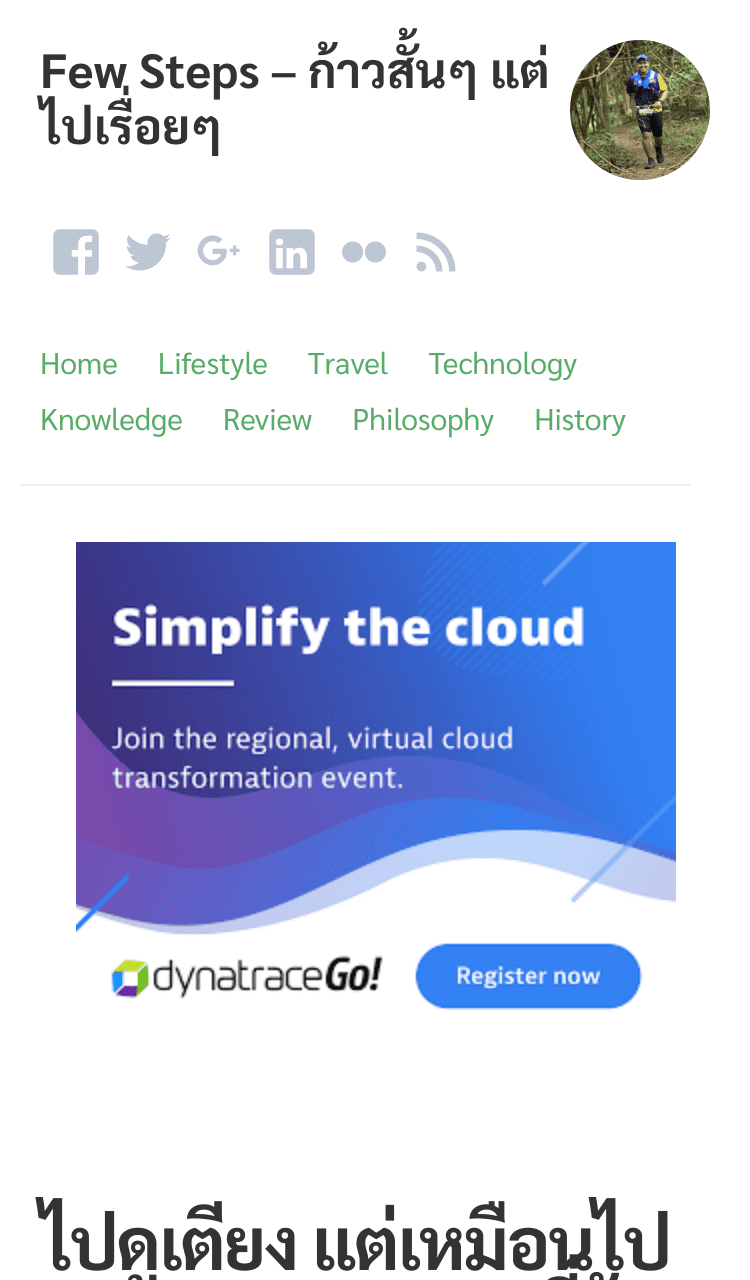 Few Steps – ก้าวสั้นๆ แต่
ไปเรื่อยๆ
Home Lifestyle Travel Technology
Knowledge Review Philosophy History
Simplify the cloud
Join the regional, virtual cloud
transformation event.
dynatraceGo! Register now
ไปดูเตียง แต่เหมือนไป